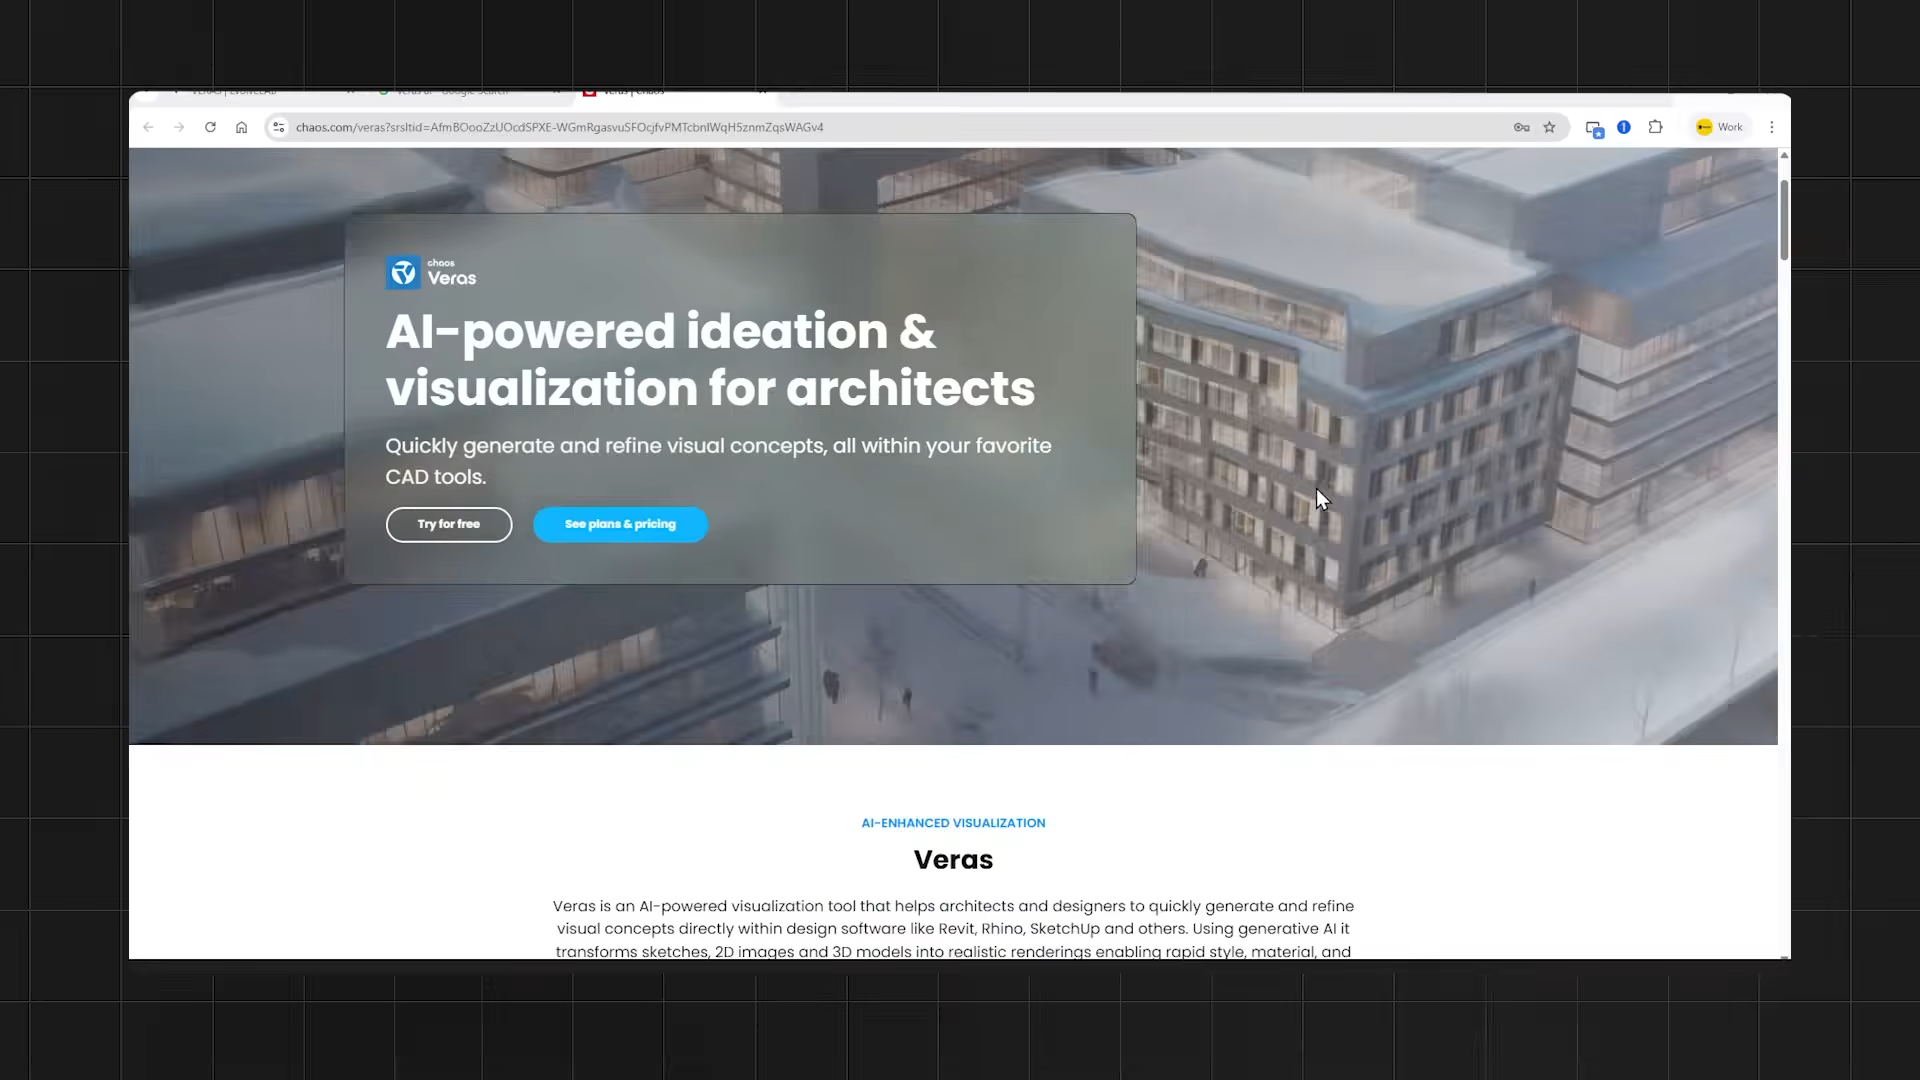 chaos.com/veras?srsltid=AfmBOooZzUOcdSPXE-WGmRgasvuSFOcjfvPMTcbnIWqH5znmZqsWAGv4
Work
chaos
Veras
AI-powered ideation &
visualization for architects
Quickly generate and refine visual concepts, all within your favorite
CAD tools.
Try for free
See plans & pricing
AI-ENHANCED VISUALIZATION
Veras
Veras is an AI-powered visualization tool that helps architects and designers to quickly generate and refine
visual concepts directly within design software like Revit, Rhino, SketchUp and others. Using generative AI it
transforms sketches, 2D images and 3D models into realistic renderings enabling rapid style, material, and